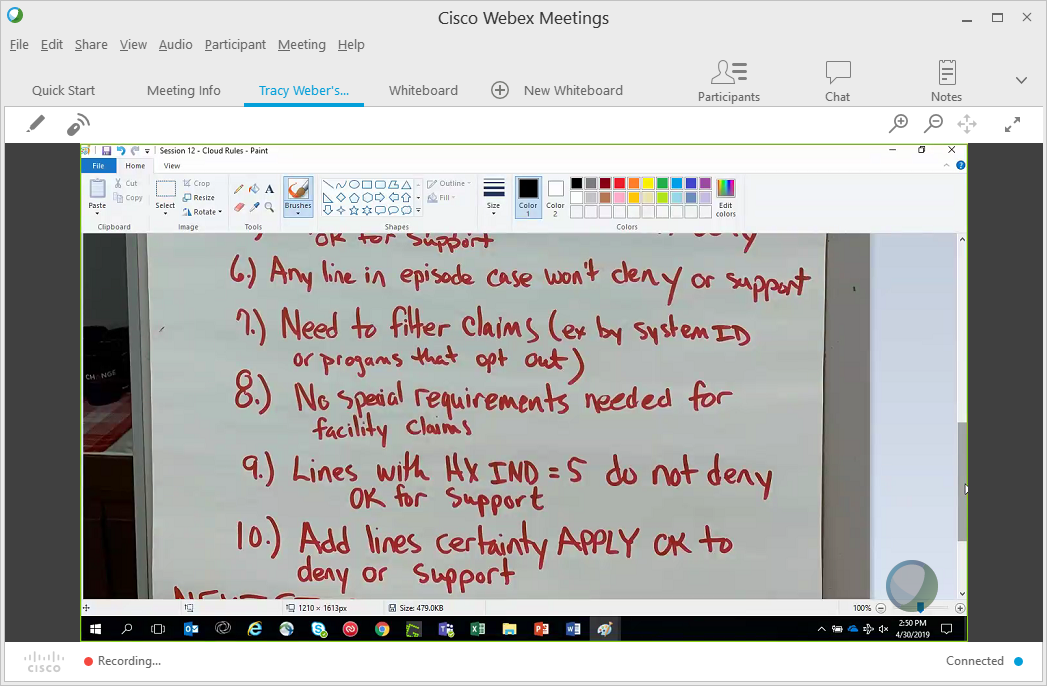 Cisco Webex Meetings
File Edit Share View Audio Participant Meeting Help
Quick Start Meeting Info Tracy Weber's... Whiteboard New Whiteboard Participants Chat Notes
Session 12 - Cloud Rules - Paint
File Home View
Paste Cut Copy Select Crop Resize Rotate A Brushes Outline Fill Size Color 1 Color 2 Edit colors
Clipboard Image Tools Shapes Colors
OK for support
6.) Any line in episode case won't deny or support
7.) Need to filter claims (ex by system ID
or progams that opt out)
8.) No special requirements needed for
facility claims
9.) Lines with HX IND = S do not deny
OK for support
10.) Add lines certainty APPLY OK to
deny or support
CHANGE
1210 × 1613px Size: 479.0KB 100%
2:50 PM
4/30/2019
CISCO Recording... Connected